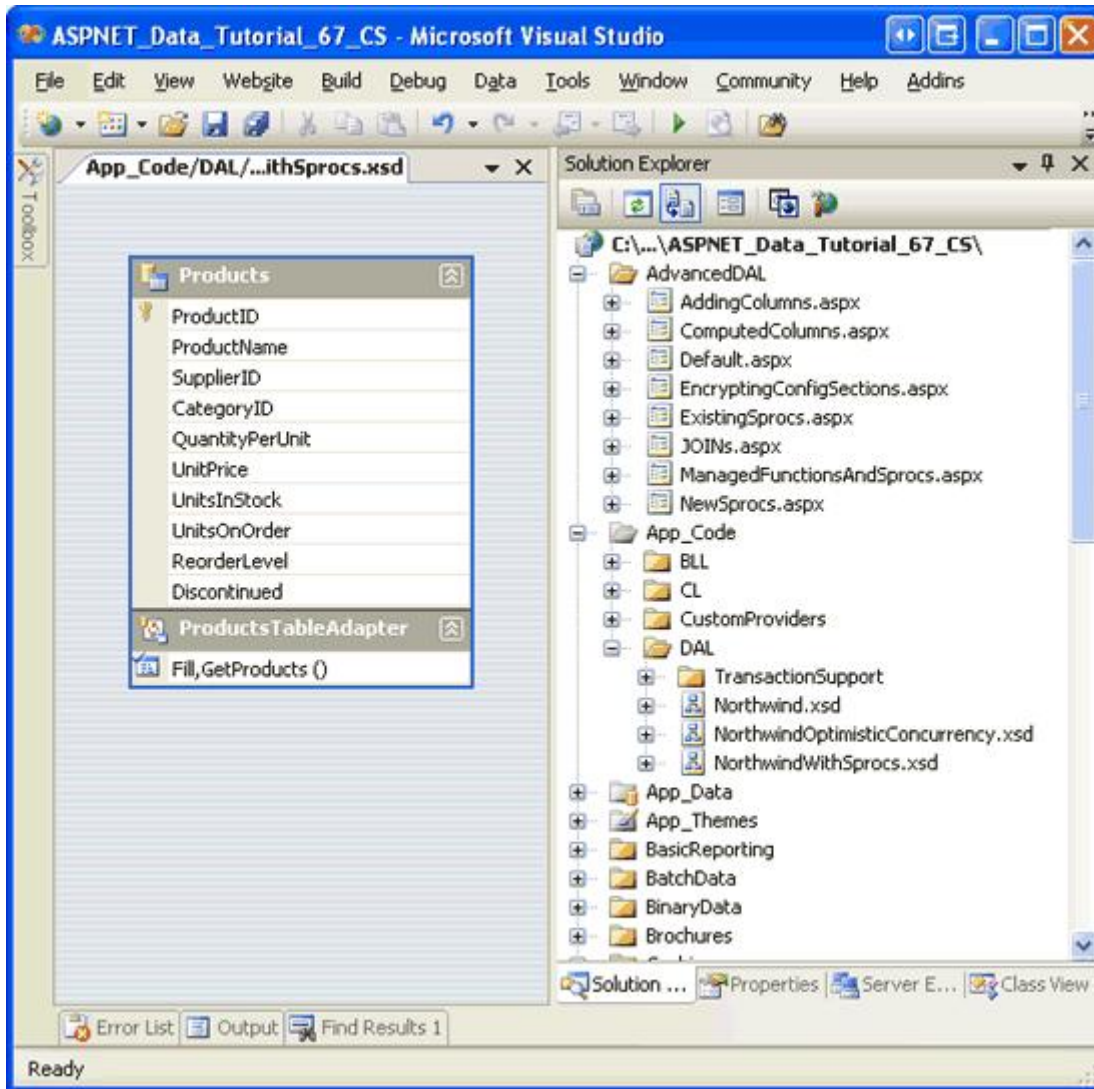 ASPNET_Data_Tutorial_67_CS - Microsoft Visual Studio
File Edit View Website Build Debug Data Tools Window Community Help Addins
Toolbox
App_Code/DAL/...ithSprocs.xsd
Products
ProductID
ProductName
SupplierID
CategoryID
QuantityPerUnit
UnitPrice
UnitsInStock
UnitsOnOrder
ReorderLevel
Discontinued
ProductsTableAdapter
Fill,GetProducts ()
Solution Explorer
C:\...\ASPNET_Data_Tutorial_67_CS\
AdvancedDAL
AddingColumns.aspx
ComputedColumns.aspx
Default.aspx
EncryptingConfigSections.aspx
ExistingSprocs.aspx
JOINs.aspx
ManagedFunctionsAndSprocs.aspx
NewSprocs.aspx
App_Code
BLL
CL
CustomProviders
DAL
TransactionSupport
Northwind.xsd
NorthwindOptimisticConcurrency.xsd
NorthwindWithSprocs.xsd
App_Data
App_Themes
BasicReporting
BatchData
BinaryData
Brochures
Solution ... Properties Server E... Class View
Error List Output Find Results 1
Ready